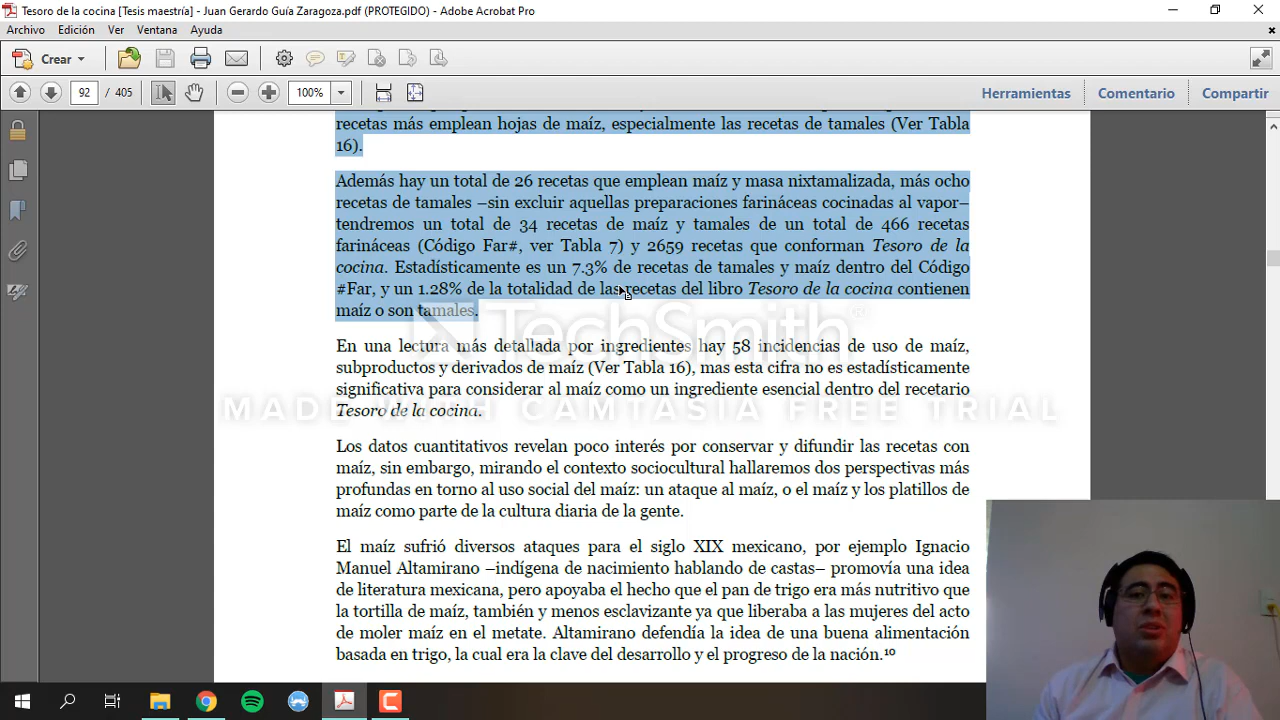 Tesoro de la cocina [Tesis maestría] - Juan Gerardo Guía Zaragoza.pdf (PROTEGIDO) - Adobe Acrobat Pro
Archivo Edición Ver Ventana Ayuda
Crear
92 / 405 100% Herramientas Comentario Compartir
recetas más emplean hojas de maíz, especialmente las recetas de tamales (Ver Tabla
16).
Además hay un total de 26 recetas que emplean maíz y masa nixtamalizada, más ocho
recetas de tamales –sin excluir aquellas preparaciones farináceas cocinadas al vapor–
tendremos un total de 34 recetas de maíz y tamales de un total de 466 recetas
farináceas (Código Far#, ver Tabla 7) y 2659 recetas que conforman Tesoro de la
cocina. Estadísticamente es un 7.3% de recetas de tamales y maíz dentro del Código
#Far, y un 1.28% de la totalidad de las recetas del libro Tesoro de la cocina contienen
maíz o son tamales.
TechSmith®
En una lectura más detallada por ingredientes hay 58 incidencias de uso de maíz,
subproductos y derivados de maíz (Ver Tabla 16), mas esta cifra no es estadísticamente
significativa para considerar al maíz como un ingrediente esencial dentro del recetario
MADE WITH CAMTASIA FREE TRIAL
Tesoro de la cocina.
Los datos cuantitativos revelan poco interés por conservar y difundir las recetas con
maíz, sin embargo, mirando el contexto sociocultural hallaremos dos perspectivas más
profundas en torno al uso social del maíz: un ataque al maíz, o el maíz y los platillos de
maíz como parte de la cultura diaria de la gente.
El maíz sufrió diversos ataques para el siglo XIX mexicano, por ejemplo Ignacio
Manuel Altamirano –indígena de nacimiento hablando de castas– promovía una idea
de literatura mexicana, pero apoyaba el hecho que el pan de trigo era más nutritivo que
la tortilla de maíz, también y menos esclavizante ya que liberaba a las mujeres del acto
de moler maíz en el metate. Altamirano defendía la idea de una buena alimentación
basada en trigo, la cual era la clave del desarrollo y el progreso de la nación.¹⁰